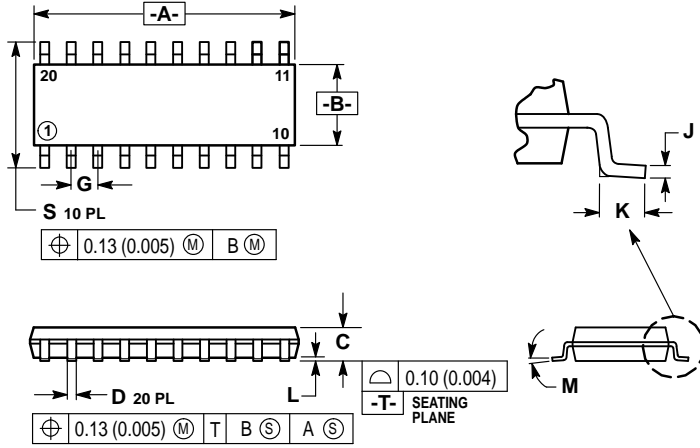 -A-
20 11
-B-
1 10
G
S 10 PL
⌖ 0.13 (0.005) Ⓜ B Ⓜ
J
K
C
D 20 PL
L
⌓ 0.10 (0.004)
-T- SEATING
PLANE
⌖ 0.13 (0.005) Ⓜ T B Ⓢ A Ⓢ
M